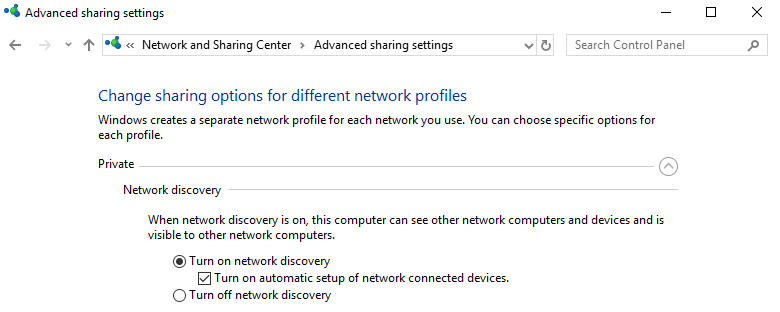 Advanced sharing settings
« Network and Sharing Center › Advanced sharing settings Search Control Panel
Change sharing options for different network profiles
Windows creates a separate network profile for each network you use. You can choose specific options for
each profile.
Private
Network discovery
When network discovery is on, this computer can see other network computers and devices and is
visible to other network computers.
Turn on network discovery
Turn on automatic setup of network connected devices.
Turn off network discovery